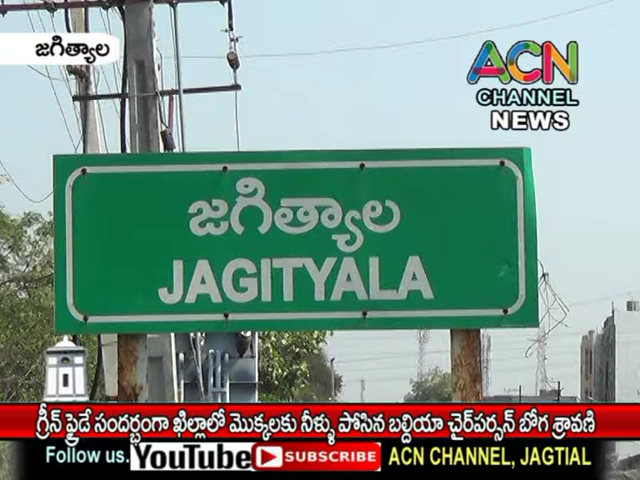 జగిత్యాల
ACN
CHANNEL
NEWS
జగిత్యాల
JAGITYALA
గ్రీన్ ఫ్రైడే సందర్భంగా ఖిల్లాలో మొక్కలకు నీళ్ళు పోసిన బల్దియా చైర్‌పర్సన్ బోగ శ్రావణి
Follow us. YouTube SUBSCRIBE ACN CHANNEL, JAGTIAL